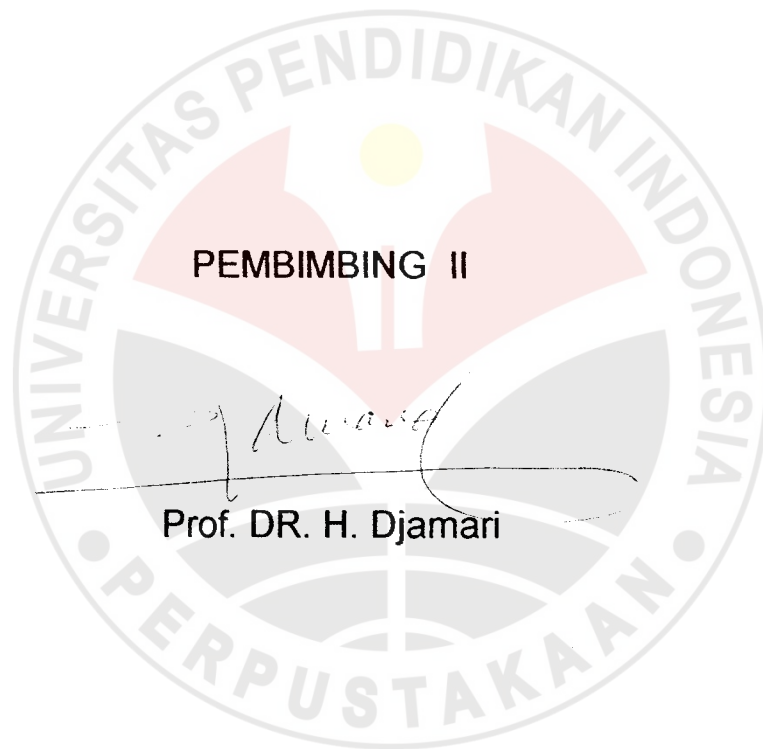 UNIVERSITAS PENDIDIKAN INDONESIA
PEMBIMBING II
Prof. DR. H. Djamari
PERPUSTAKAAN